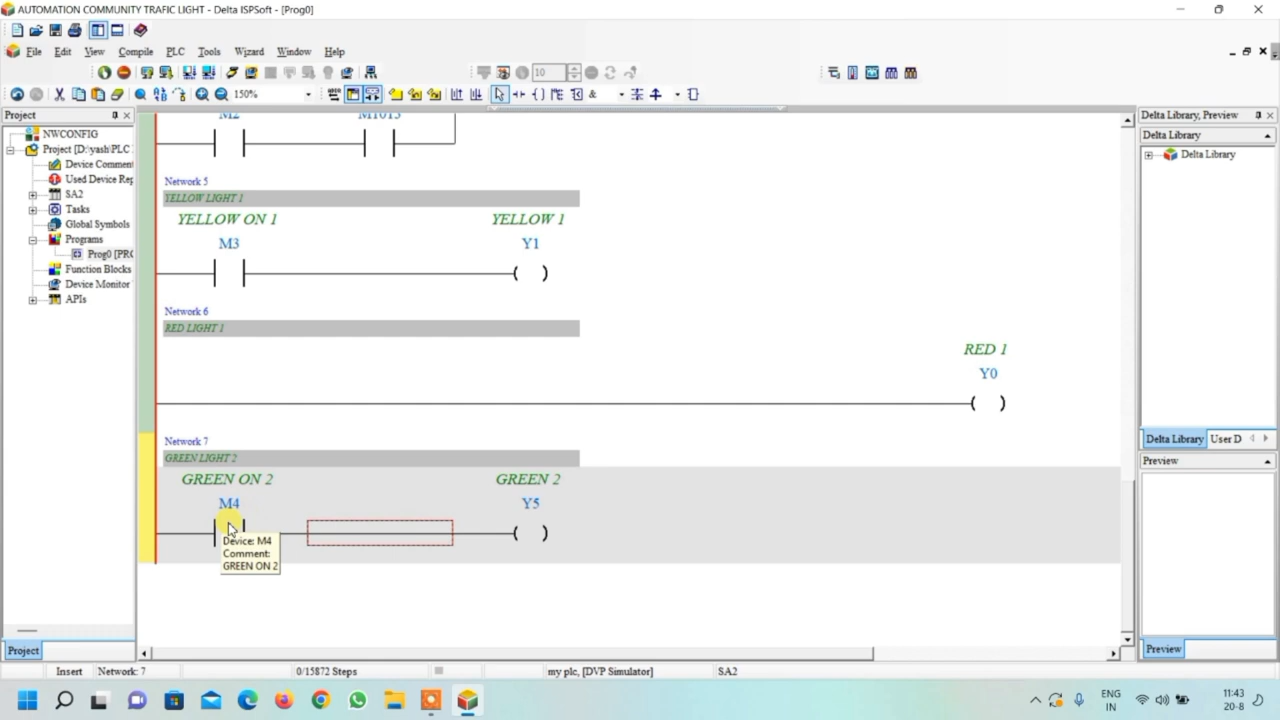 AUTOMATION COMMUNITY TRAFIC LIGHT - Delta ISPSoft - [Prog0]
File Edit View Compile PLC Tools Wizard Window Help
10
150%
&
Project
NWCONFIG
Project [D:\yash\PLC
Device Comment
Used Device Rep
SA2
Tasks
Global Symbols
Programs
Prog0 [PRG
Function Blocks
Device Monitor
APIs
Project
M2 M1013
Network 5
YELLOW LIGHT 1
YELLOW ON 1 YELLOW 1
M3 Y1
Network 6
RED LIGHT 1
RED 1
Y0
Network 7
GREEN LIGHT 2
GREEN ON 2 GREEN 2
M4 Y5
Device: M4
Comment:
GREEN ON 2
Delta Library, Preview
Delta Library
Delta Library
Delta Library User D
Preview
Preview
Insert Network: 7 0/15872 Steps my plc, [DVP Simulator] SA2
ENG
IN
11:43
20-8